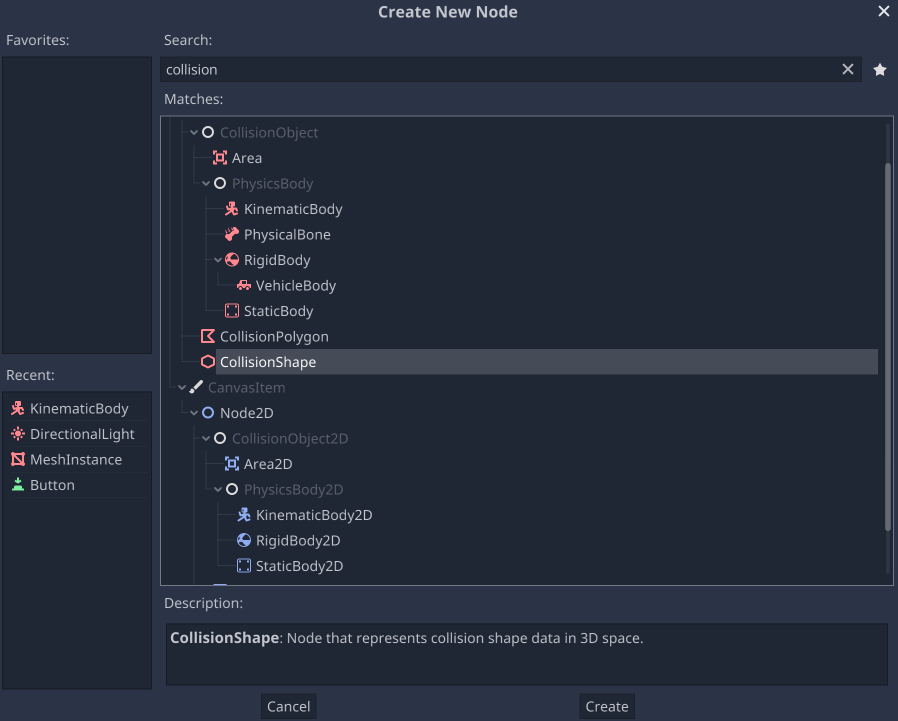 Create New Node
Favorites:
Search:
collision
Matches:
CollisionObject
Area
PhysicsBody
KinematicBody
PhysicalBone
RigidBody
VehicleBody
StaticBody
CollisionPolygon
CollisionShape
CanvasItem
Node2D
CollisionObject2D
Area2D
PhysicsBody2D
KinematicBody2D
RigidBody2D
StaticBody2D
Recent:
KinematicBody
DirectionalLight
MeshInstance
Button
Description:
CollisionShape: Node that represents collision shape data in 3D space.
Cancel
Create